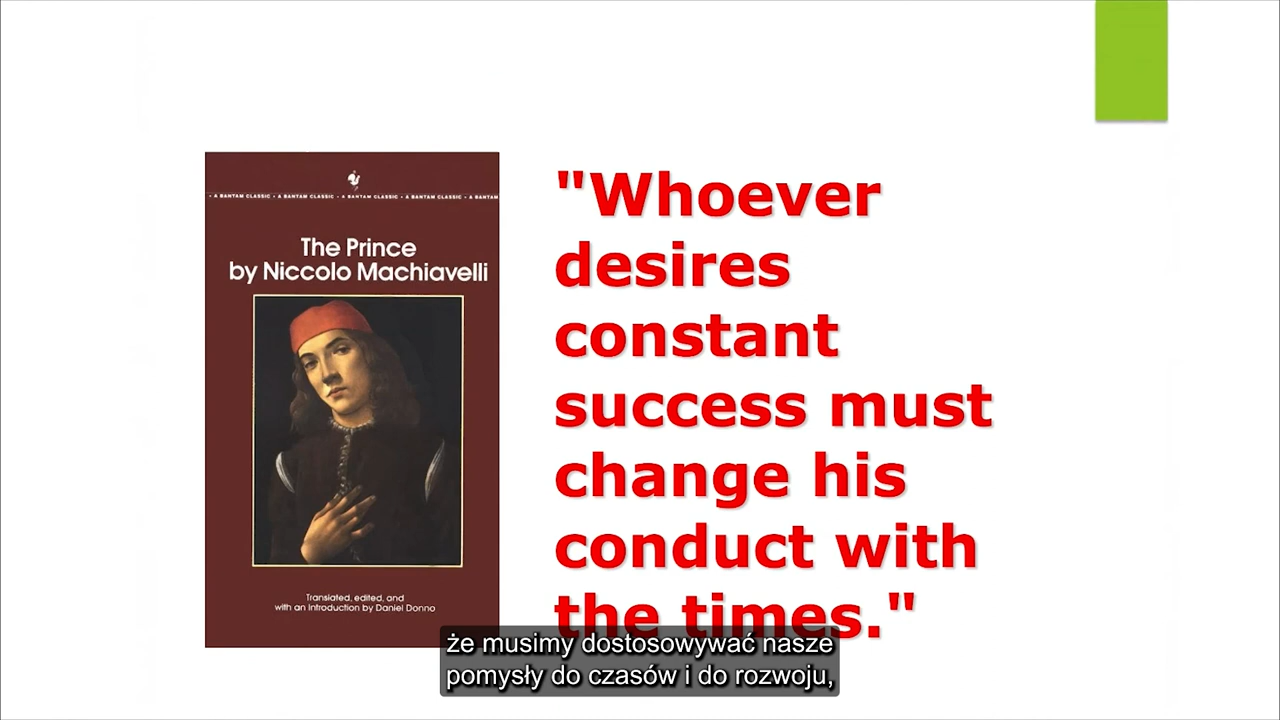 • A BANTAM CLASSIC • A BANTAM CLASSIC • A BANTAM CLASSIC • A BANTAM CLASSIC • A BANTAM
The Prince
by Niccolo Machiavelli
Translated, edited, and
with an Introduction by Daniel Donno
"Whoever
desires
constant
success must
change his
conduct with
the times."
że musimy dostosowywać nasze
pomysły do czasów i do rozwoju,